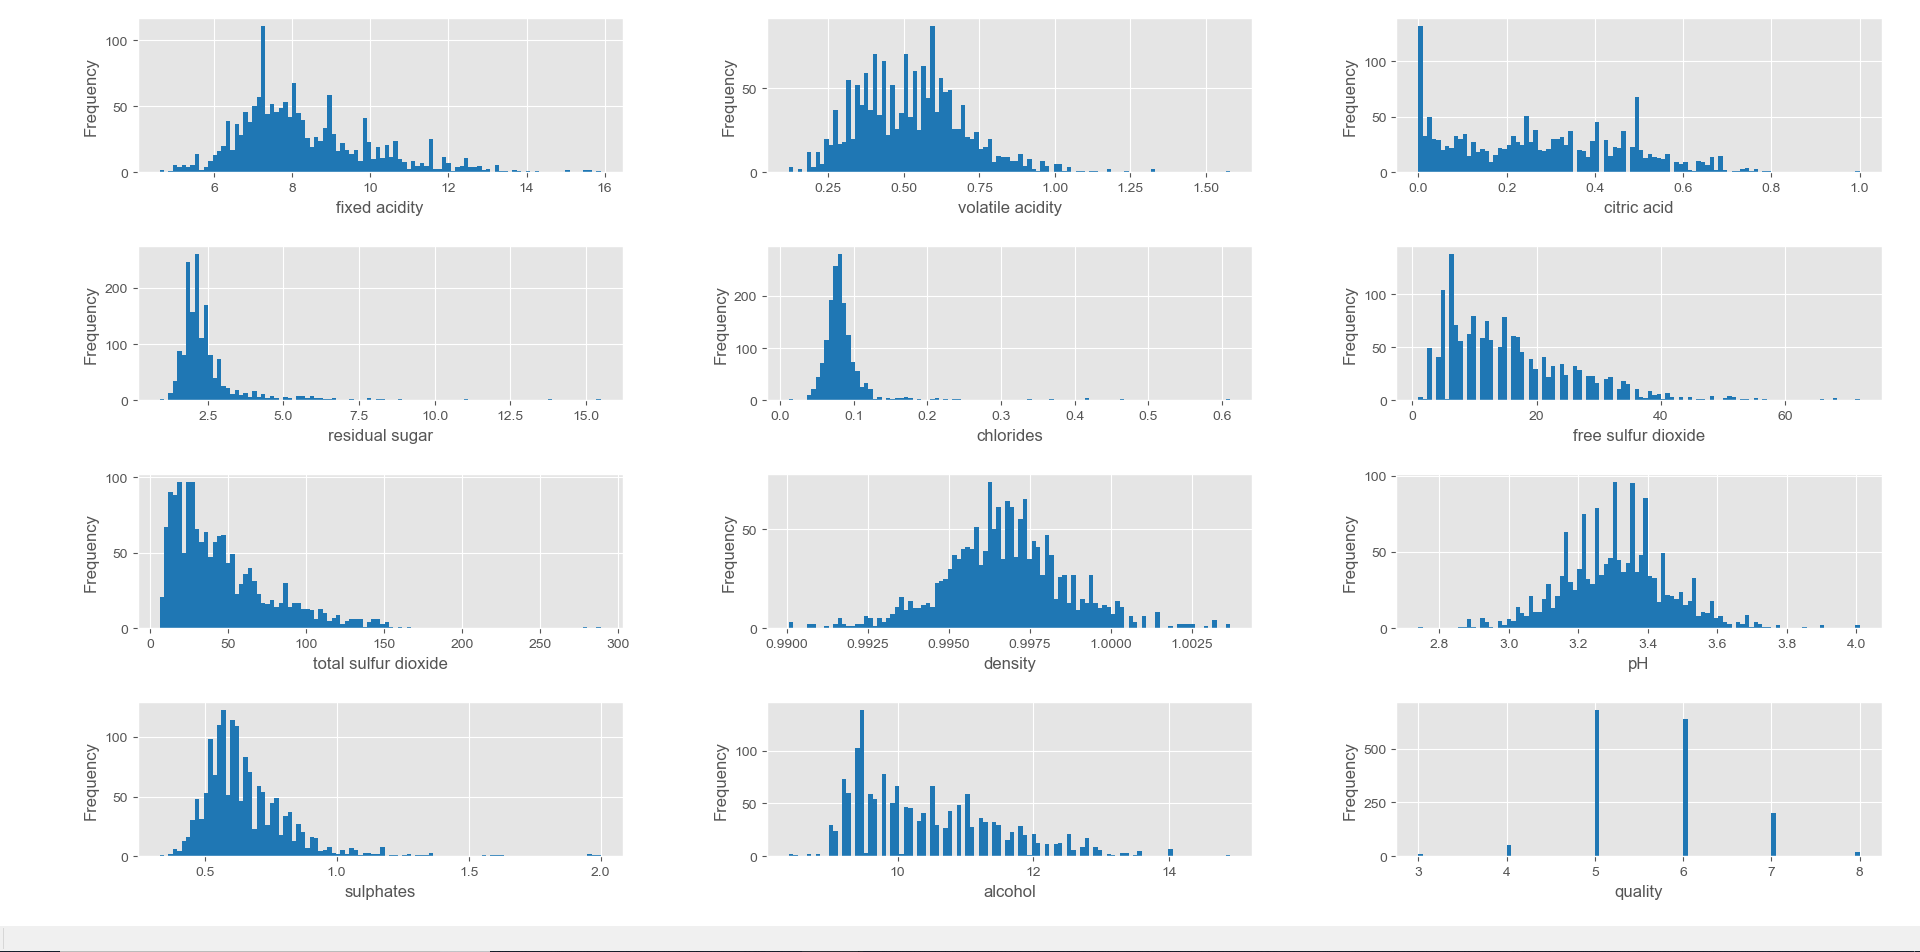 Frequency
100
50
0
6 8 10 12 14 16
fixed acidity
Frequency
50
0
0.25 0.50 0.75 1.00 1.25 1.50
volatile acidity
Frequency
100
50
0
0.0 0.2 0.4 0.6 0.8 1.0
citric acid
Frequency
200
100
0
2.5 5.0 7.5 10.0 12.5 15.0
residual sugar
Frequency
200
100
0
0.0 0.1 0.2 0.3 0.4 0.5 0.6
chlorides
Frequency
100
50
0
0 20 40 60
free sulfur dioxide
Frequency
100
50
0
0 50 100 150 200 250 300
total sulfur dioxide
Frequency
50
0
0.9900 0.9925 0.9950 0.9975 1.0000 1.0025
density
Frequency
100
50
0
2.8 3.0 3.2 3.4 3.6 3.8 4.0
pH
Frequency
100
50
0
0.5 1.0 1.5 2.0
sulphates
Frequency
100
50
0
10 12 14
alcohol
Frequency
500
250
0
3 4 5 6 7 8
quality